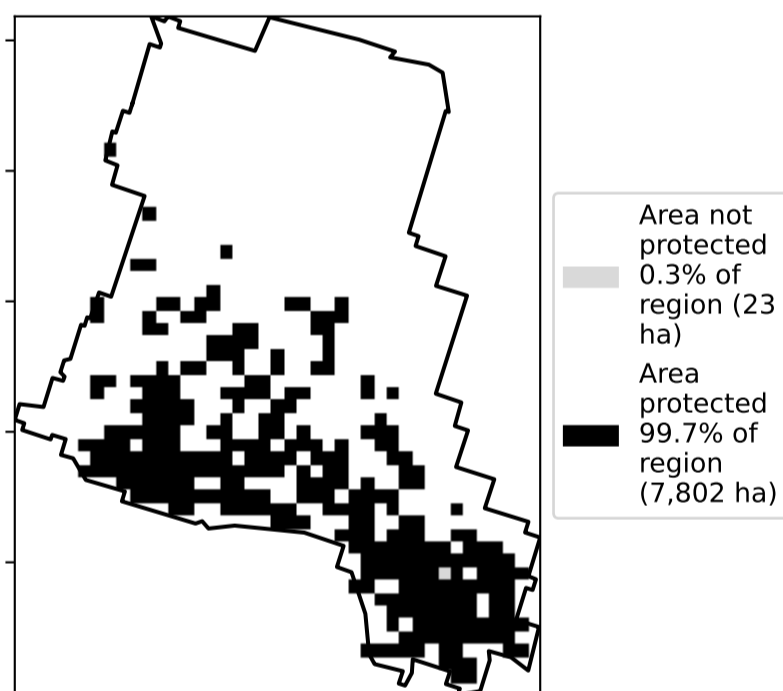 Area not
protected
0.3% of
region (23
ha)
Area
protected
99.7% of
region
(7,802 ha)